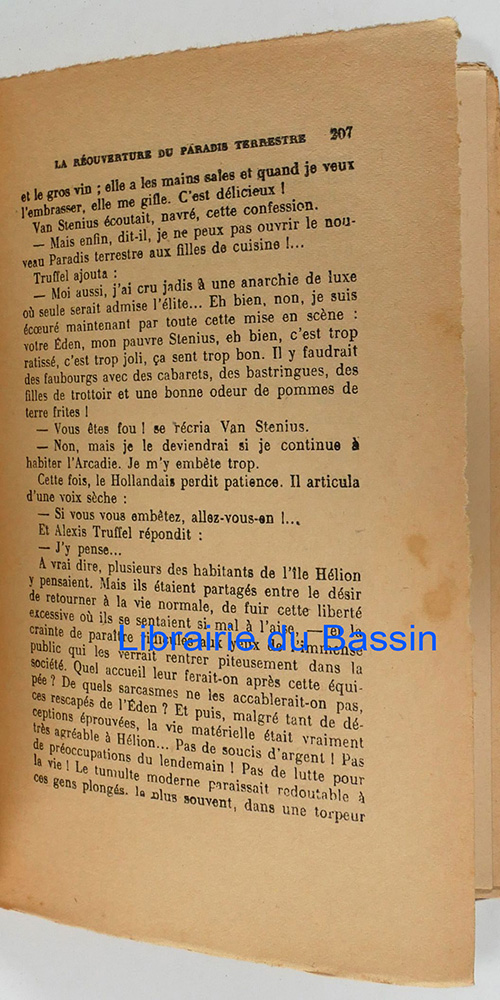 LA RÉOUVERTURE DU PARADIS TERRESTRE 207
et le gros vin ; elle a les mains sales et quand je veux
l'embrasser, elle me gifle. C'est délicieux !
Van Stenius écoutait, navré, cette confession.
— Mais enfin, dit-il, je ne peux pas ouvrir le nou-
veau Paradis terrestre aux filles de cuisine !...
Truffel ajouta :
— Moi aussi, j'ai cru jadis à une anarchie de luxe
où seule serait admise l'élite... Eh bien, non, je suis
écœuré maintenant par toute cette mise en scène :
votre Éden, mon pauvre Stenius, eh bien, c'est trop
ratissé, c'est trop joli, ça sent trop bon. Il y faudrait
des faubourgs avec des cabarets, des bastringues, des
filles de trottoir et une bonne odeur de pommes de
terre frites !
— Vous êtes fou ! se récria Van Stenius.
— Non, mais je le deviendrai si je continue à
habiter l'Arcadie. Je m'y embête trop.
Cette fois, le Hollandais perdit patience. Il articula
d'une voix sèche :
— Si vous vous embêtez, allez-vous-en !...
Et Alexis Truffel répondit :
— J'y pense...
A vrai dire, plusieurs des habitants de l'île Hélion
y pensaient. Mais ils étaient partagés entre le désir
de retourner à la vie normale, de fuir cette liberté
excessive où ils se sentaient si mal à l'aise, — et la
crainte de paraître ridicules aux yeux de l'immense
Librairie du Bassin
public qui les verrait rentrer piteusement dans la
société. Quel accueil leur ferait-on après cette équi-
pée ? De quels sarcasmes ne les accablerait-on pas,
ces rescapés de l'Éden ? Et puis, malgré tant de dé-
ceptions éprouvées, la vie matérielle était vraiment
très agréable à Hélion... Pas de soucis d'argent ! Pas
de préoccupations du lendemain ! Pas de lutte pour
la vie ! Le tumulte moderne paraissait redoutable à
ces gens plongés, le plus souvent, dans une torpeur